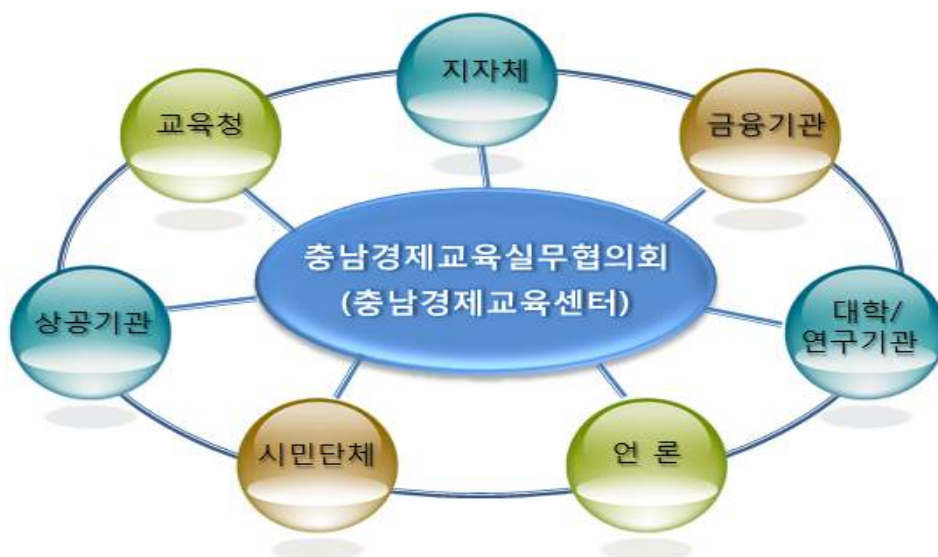 지자체
교육청
금융기관
충남경제교육실무협의회
(충남경제교육센터)
상공기관
대학/
연구기관
시민단체
언 론